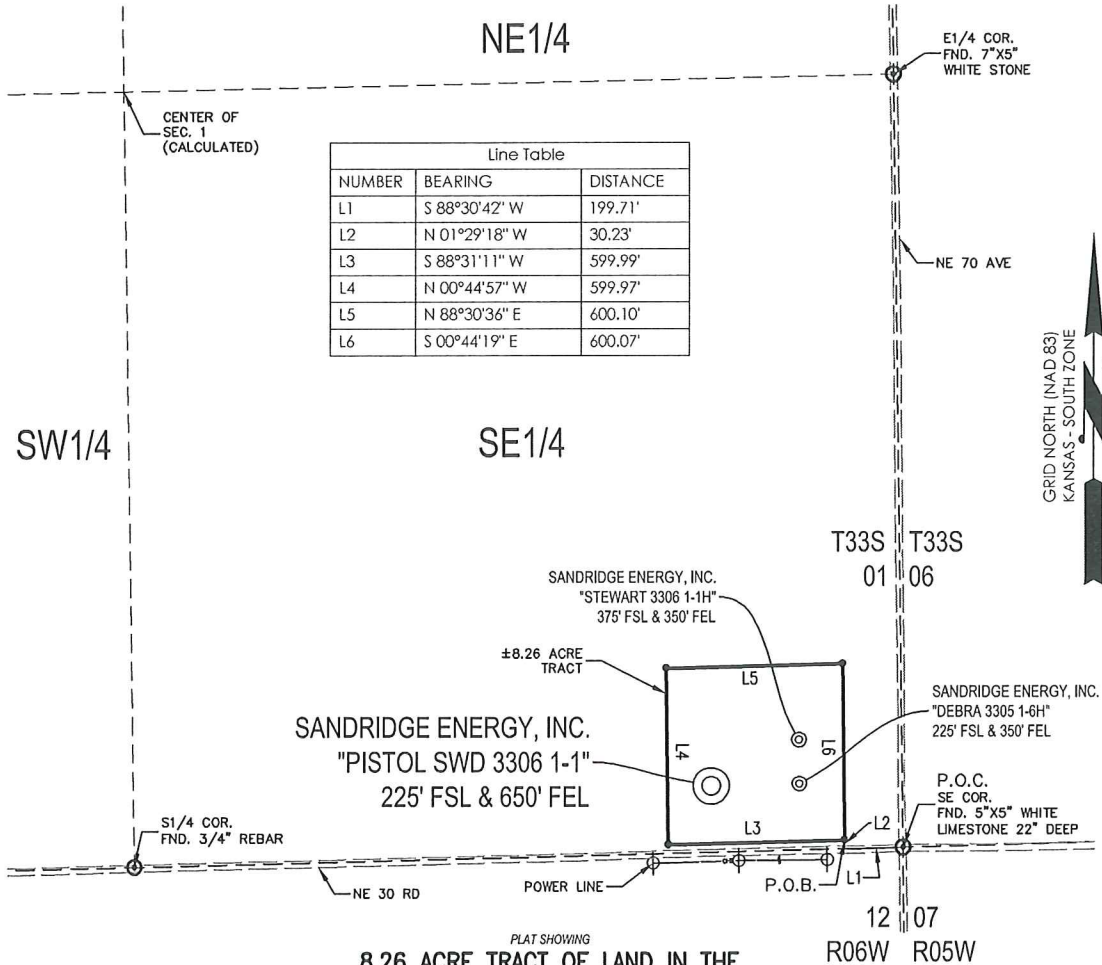 NE1/4
E1/4 COR.
FND. 7"X5"
WHITE STONE
CENTER OF
SEC. 1
(CALCULATED)
Line Table
NUMBER BEARING DISTANCE
L1 S 88°30'42" W 199.71'
L2 N 01°29'18" W 30.23'
L3 S 88°31'11" W 599.99'
L4 N 00°44'57" W 599.97'
L5 N 88°30'36" E 600.10'
L6 S 00°44'19" E 600.07'
NE 70 AVE
GRID NORTH (NAD 83)
KANSAS - SOUTH ZONE
SW1/4
SE1/4
T33S T33S
01 06
SANDRIDGE ENERGY, INC.
"STEWART 3306 1-1H"
375' FSL & 350' FEL
±8.26 ACRE
TRACT
L5
SANDRIDGE ENERGY, INC.
"DEBRA 3305 1-6H"
225' FSL & 350' FEL
SANDRIDGE ENERGY, INC.
"PISTOL SWD 3306 1-1"
225' FSL & 650' FEL
L4
L6
P.O.C.
SE COR.
FND. 5"X5" WHITE
LIMESTONE 22" DEEP
S1/4 COR.
FND. 3/4" REBAR
L3
L2
NE 30 RD
POWER LINE
P.O.B.
L1
12 07
R06W R05W
PLAT SHOWING
8.26 ACRE TRACT OF LAND IN THE